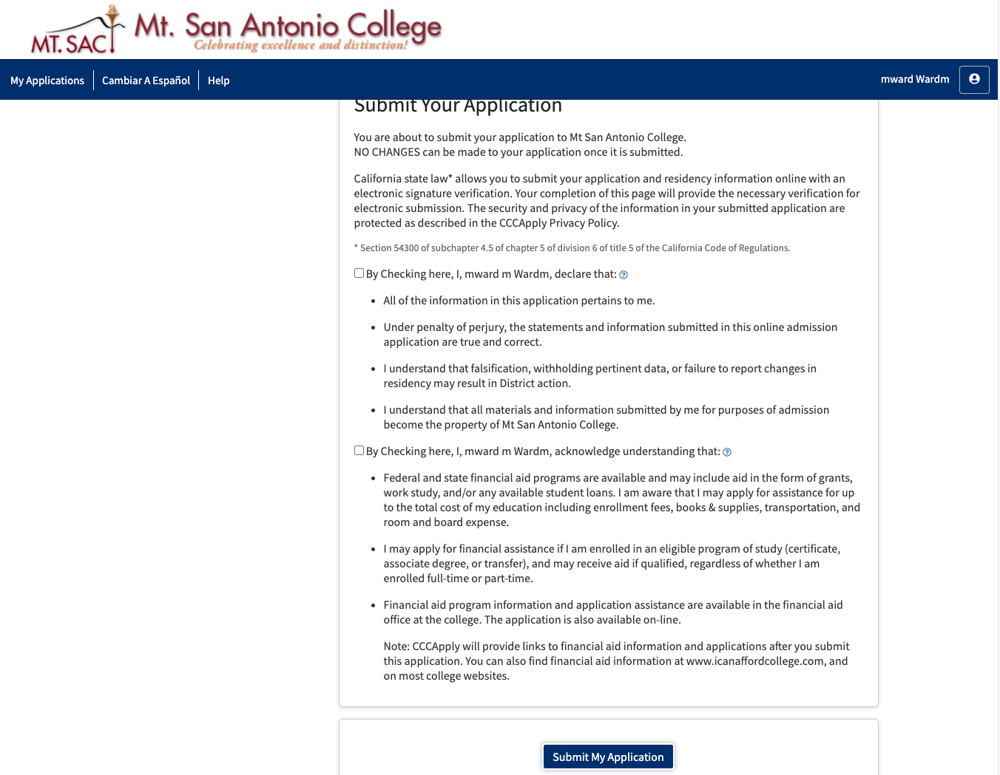 MT. SAC
Mt. San Antonio College
Celebrating excellence and distinction!
My Applications
Cambiar A Español
Help
mward Wardm
Submit Your Application
You are about to submit your application to Mt San Antonio College.
NO CHANGES can be made to your application once it is submitted.
California state law* allows you to submit your application and residency information online with an
electronic signature verification. Your completion of this page will provide the necessary verification for
electronic submission. The security and privacy of the information in your submitted application are
protected as described in the CCCApply Privacy Policy.
* Section 54300 of subchapter 4.5 of chapter 5 of division 6 of title 5 of the California Code of Regulations.
By Checking here, I, mward m Wardm, declare that:
• All of the information in this application pertains to me.
• Under penalty of perjury, the statements and information submitted in this online admission
application are true and correct.
• I understand that falsification, withholding pertinent data, or failure to report changes in
residency may result in District action.
• I understand that all materials and information submitted by me for purposes of admission
become the property of Mt San Antonio College.
By Checking here, I, mward m Wardm, acknowledge understanding that:
• Federal and state financial aid programs are available and may include aid in the form of grants,
work study, and/or any available student loans. I am aware that I may apply for assistance for up
to the total cost of my education including enrollment fees, books & supplies, transportation, and
room and board expense.
• I may apply for financial assistance if I am enrolled in an eligible program of study (certificate,
associate degree, or transfer), and may receive aid if qualified, regardless of whether I am
enrolled full-time or part-time.
• Financial aid program information and application assistance are available in the financial aid
office at the college. The application is also available on-line.
Note: CCCApply will provide links to financial aid information and applications after you submit
this application. You can also find financial aid information at www.icanaffordcollege.com, and
on most college websites.
Submit My Application